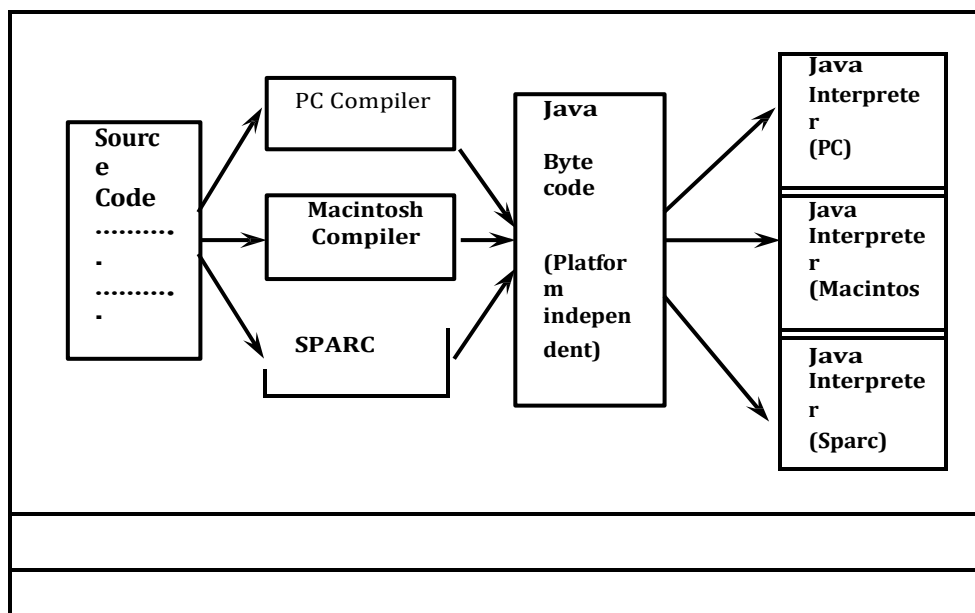 Sourc
e
Code
...........
.
...........
.
PC Compiler
Macintosh
Compiler
SPARC
Java
Byte
code
(Platfor
m
indepen
dent)
Java
Interprete
r
(PC)
Java
Interprete
r
(Macintos
Java
Interprete
r
(Sparc)